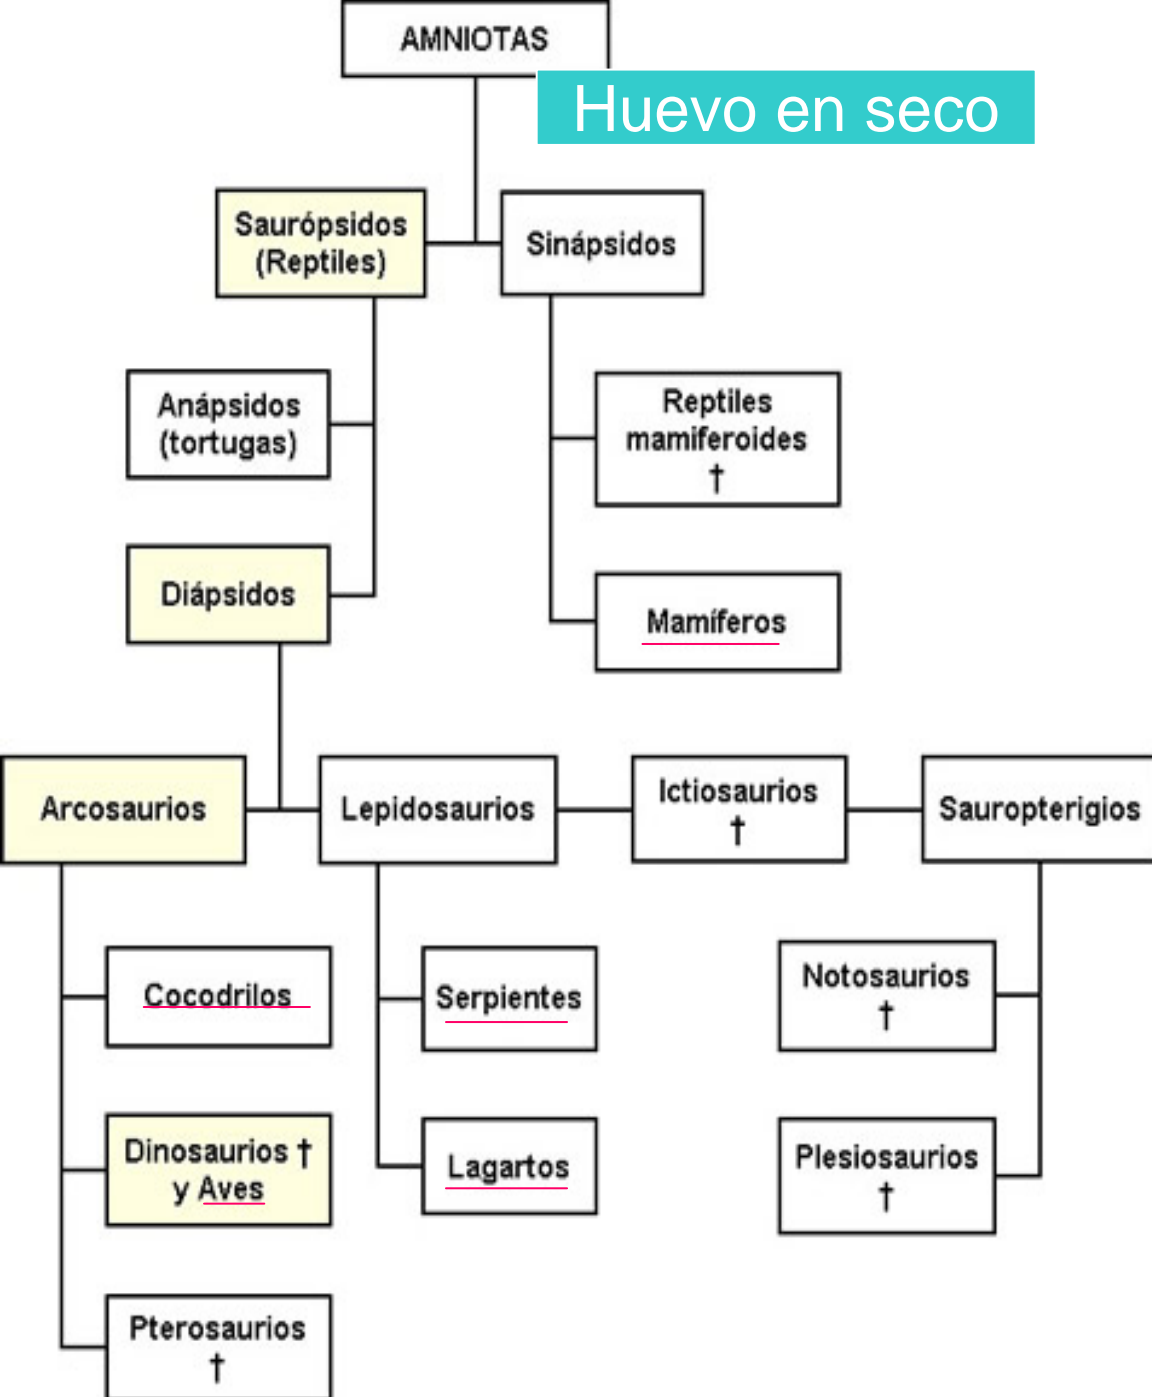 AMNIOTAS
Huevo en seco
Saurópsidos
(Reptiles)
Sinápsidos
Anápsidos
(tortugas)
Reptiles
mamiferoides
†
Diápsidos
Mamíferos
Arcosaurios
Lepidosaurios
Ictiosaurios
†
Sauropterigios
Cocodrilos
Serpientes
Notosaurios
†
Dinosaurios †
y Aves
Lagartos
Plesiosaurios
†
Pterosaurios
†